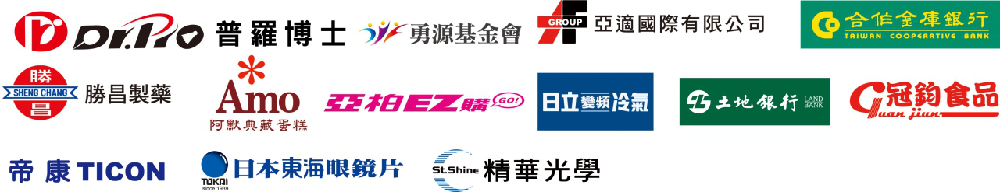 Dr.Pro 普羅博士
勇源基金會
AF GROUP 亞適國際有限公司
合作金庫銀行
TAIWAN COOPERATIVE BANK
勝 SHENG CHANG 昌 勝昌製藥
Amo
阿默典藏蛋糕
亞柏EZ購 GO!
日立變頻冷氣
土地銀行 LAND BANK
冠鈞食品
Guan jiun
帝康 TICON
TOKAI
since 1939
日本東海眼鏡片
St.Shine 精華光學